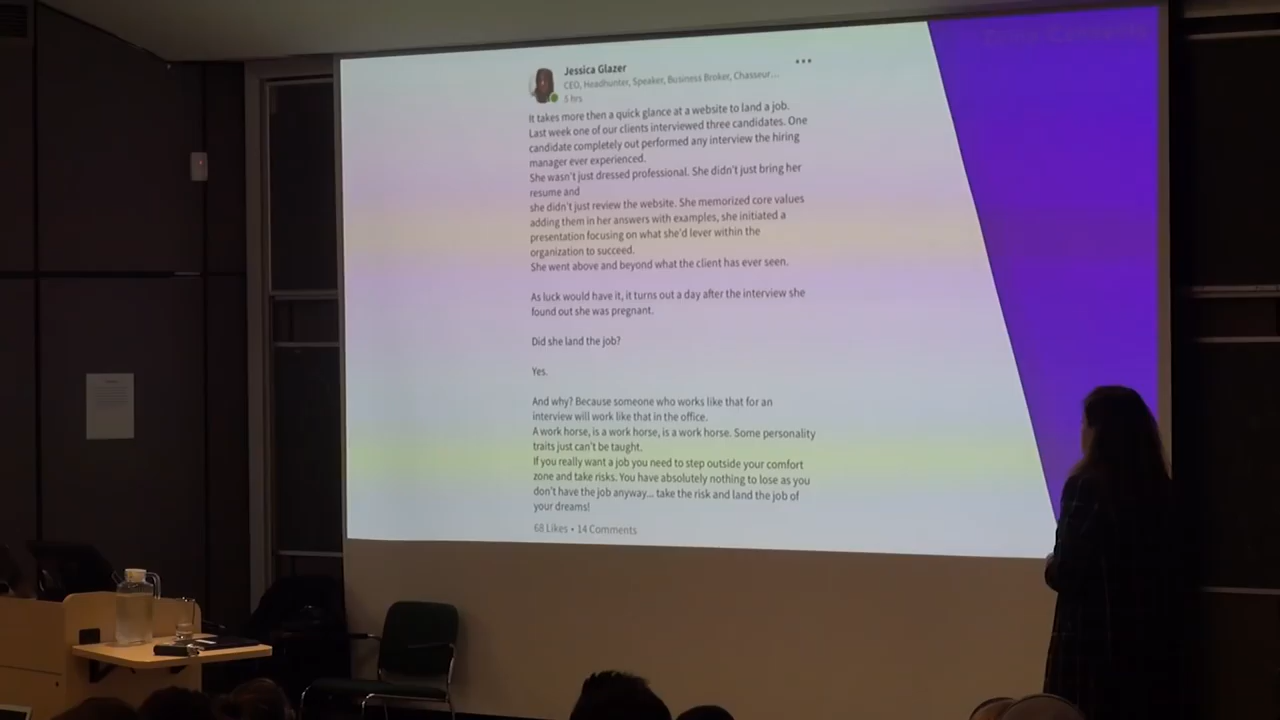 Jessica Glazer
CEO, Headhunter, Speaker, Business Broker, Chasseur...
5 hrs
It takes more then a quick glance at a website to land a job.
Last week one of our clients interviewed three candidates. One
candidate completely out performed any interview the hiring
manager ever experienced.
She wasn't just dressed professional. She didn't just bring her
resume and
she didn't just review the website. She memorized core values
adding them in her answers with examples, she initiated a
presentation focusing on what she'd lever within the
organization to succeed.
She went above and beyond what the client has ever seen.
As luck would have it, it turns out a day after the interview she
found out she was pregnant.
Did she land the job?
Yes.
And why? Because someone who works like that for an
interview will work like that in the office.
A work horse, is a work horse, is a work horse. Some personality
traits just can't be taught.
If you really want a job you need to step outside your comfort
zone and take risks. You have absolutely nothing to lose as you
don't have the job anyway... take the risk and land the job of
your dreams!
68 Likes • 14 Comments